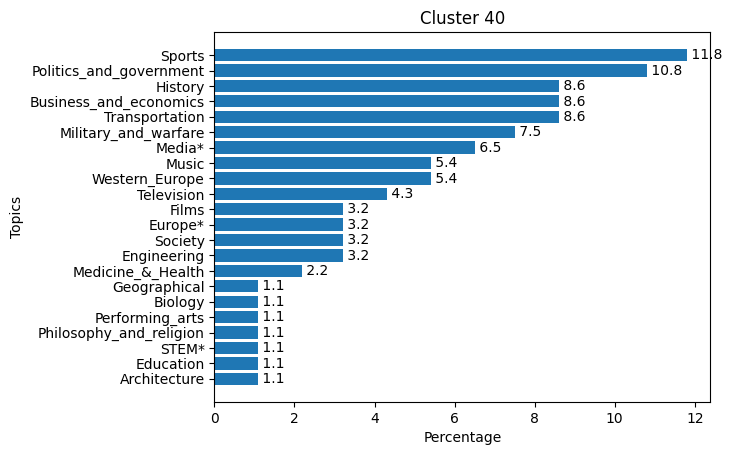 Cluster 40
Topics
Sports 11.8
Politics_and_government 10.8
History 8.6
Business_and_economics 8.6
Transportation 8.6
Military_and_warfare 7.5
Media* 6.5
Music 5.4
Western_Europe 5.4
Television 4.3
Films 3.2
Europe* 3.2
Society 3.2
Engineering 3.2
Medicine_&_Health 2.2
Geographical 1.1
Biology 1.1
Performing_arts 1.1
Philosophy_and_religion 1.1
STEM* 1.1
Education 1.1
Architecture 1.1
0 2 4 6 8 10 12
Percentage